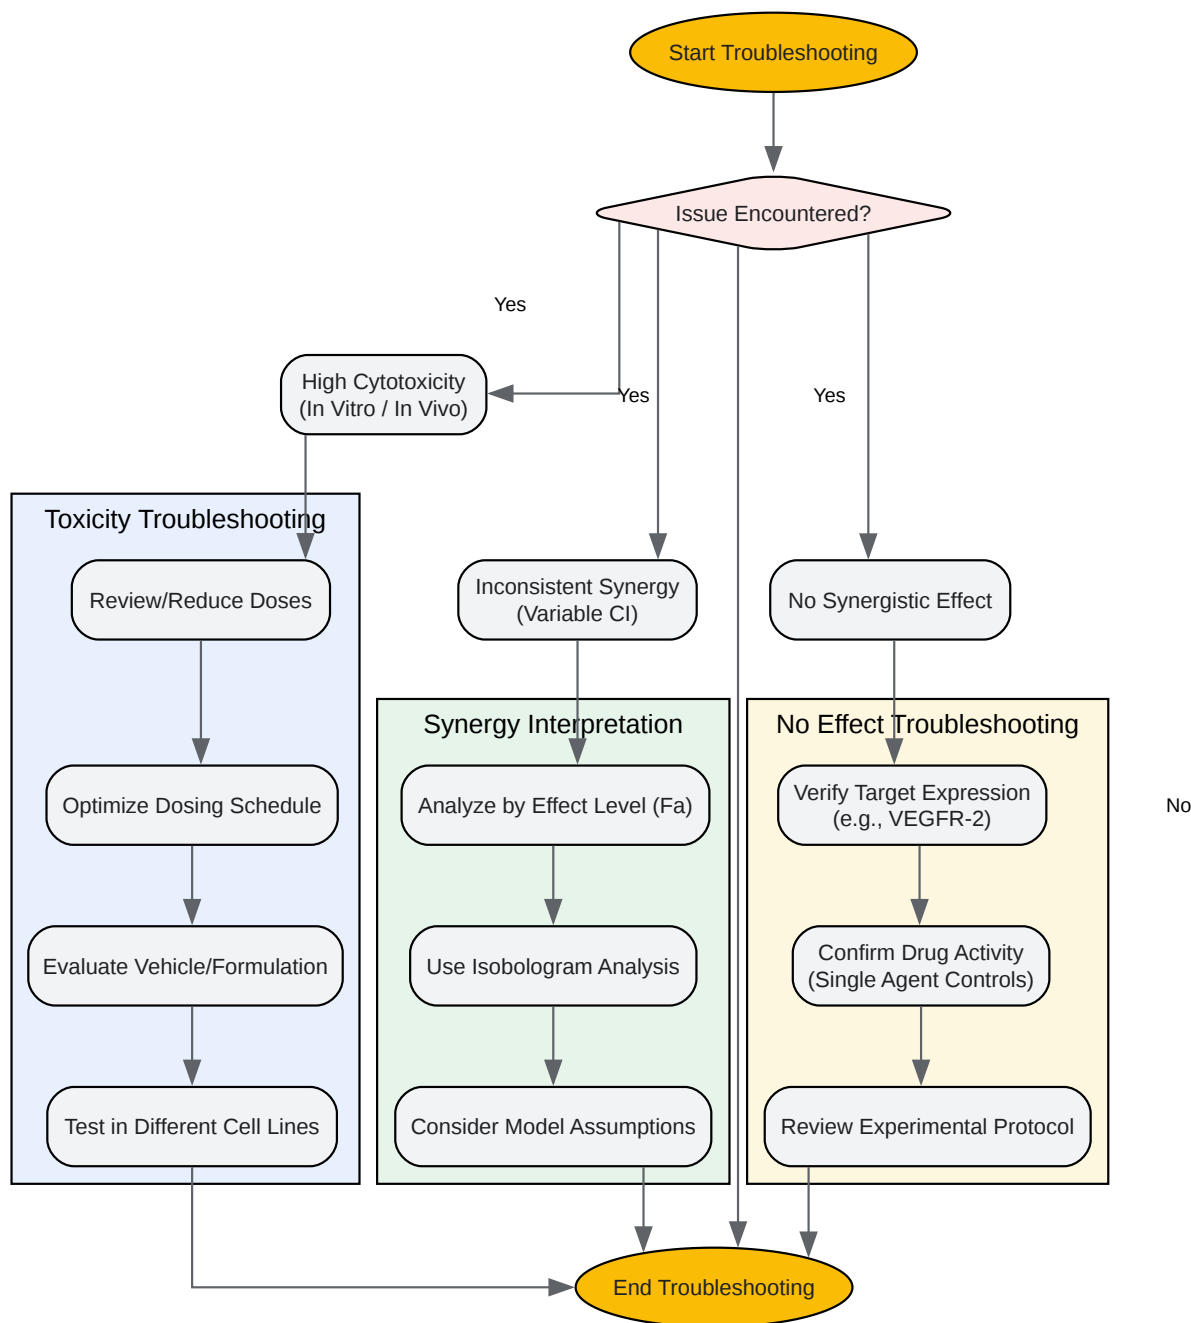 Start Troubleshooting
Issue Encountered?
Yes
High Cytotoxicity
(In Vitro / In Vivo)
Yes
Yes
Toxicity Troubleshooting
Review/Reduce Doses
Inconsistent Synergy
(Variable CI)
No Synergistic Effect
Synergy Interpretation
No Effect Troubleshooting
Optimize Dosing Schedule
Analyze by Effect Level (Fa)
Verify Target Expression
(e.g., VEGFR-2)
No
Evaluate Vehicle/Formulation
Use Isobologram Analysis
Confirm Drug Activity
(Single Agent Controls)
Test in Different Cell Lines
Consider Model Assumptions
Review Experimental Protocol
End Troubleshooting